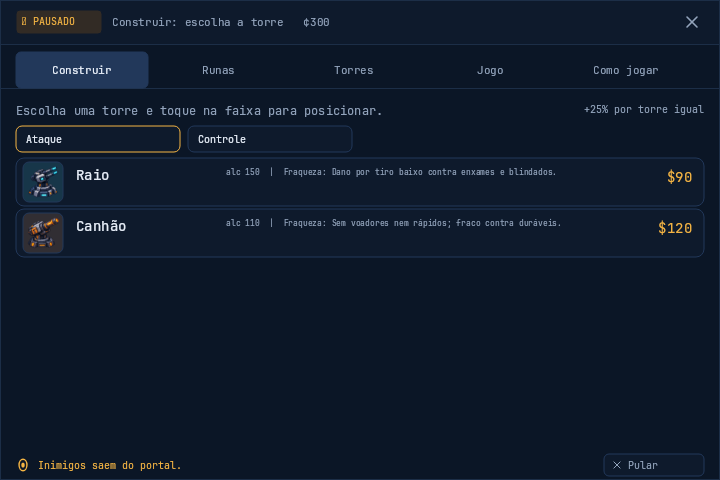 PAUSADO Construir: escolha a torre $300
Construir Runas Torres Jogo Como jogar
Escolha uma torre e toque na faixa para posicionar. +25% por torre igual
Ataque Controle
Raio alc 150 | Fraqueza: Dano por tiro baixo contra enxames e blindados. $90
Canhão alc 110 | Fraqueza: Sem voadores nem rápidos; fraco contra duráveis. $120
Inimigos saem do portal. Pular